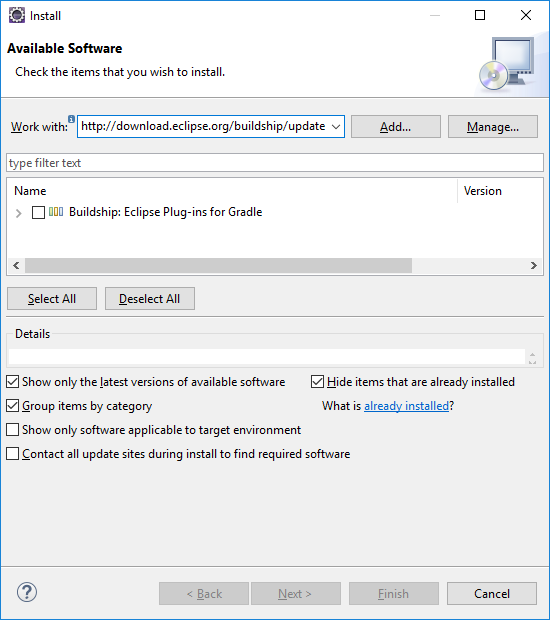 Install
Available Software
Check the items that you wish to install.
Work with: http://download.eclipse.org/buildship/update Add... Manage...
type filter text
Name Version
Buildship: Eclipse Plug-ins for Gradle
Select All Deselect All
Details
Show only the latest versions of available software Hide items that are already installed
Group items by category What is already installed?
Show only software applicable to target environment
Contact all update sites during install to find required software
? < Back Next > Finish Cancel